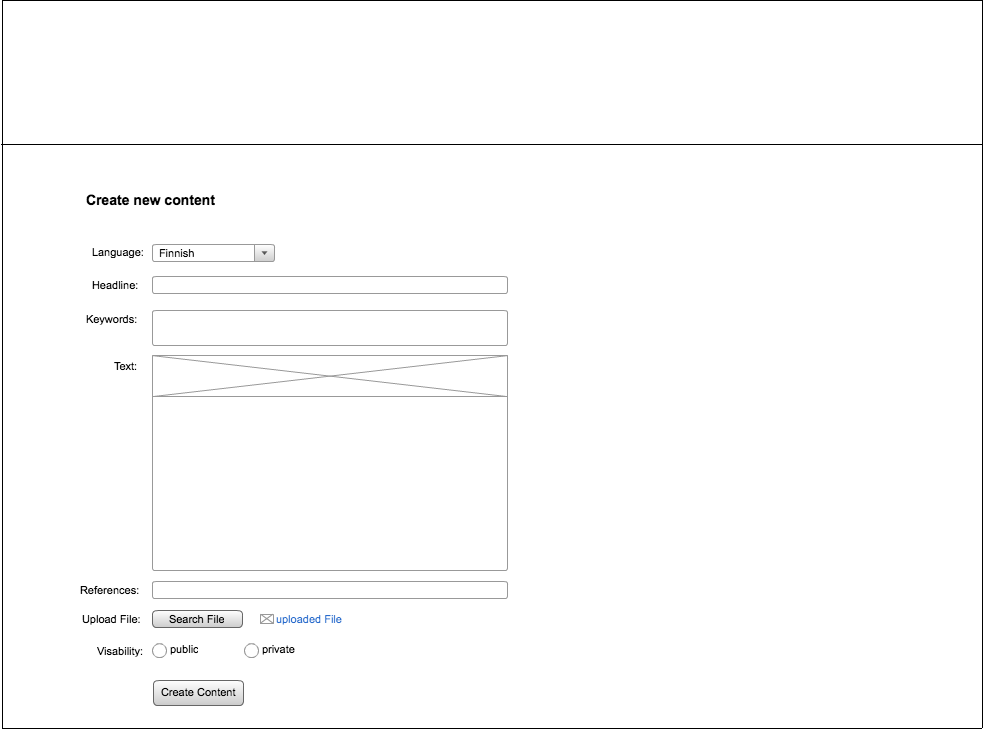 Create new content
Language: Finnish
Headline:
Keywords:
Text:
References:
Upload File: Search File uploaded File
Visability: public private
Create Content